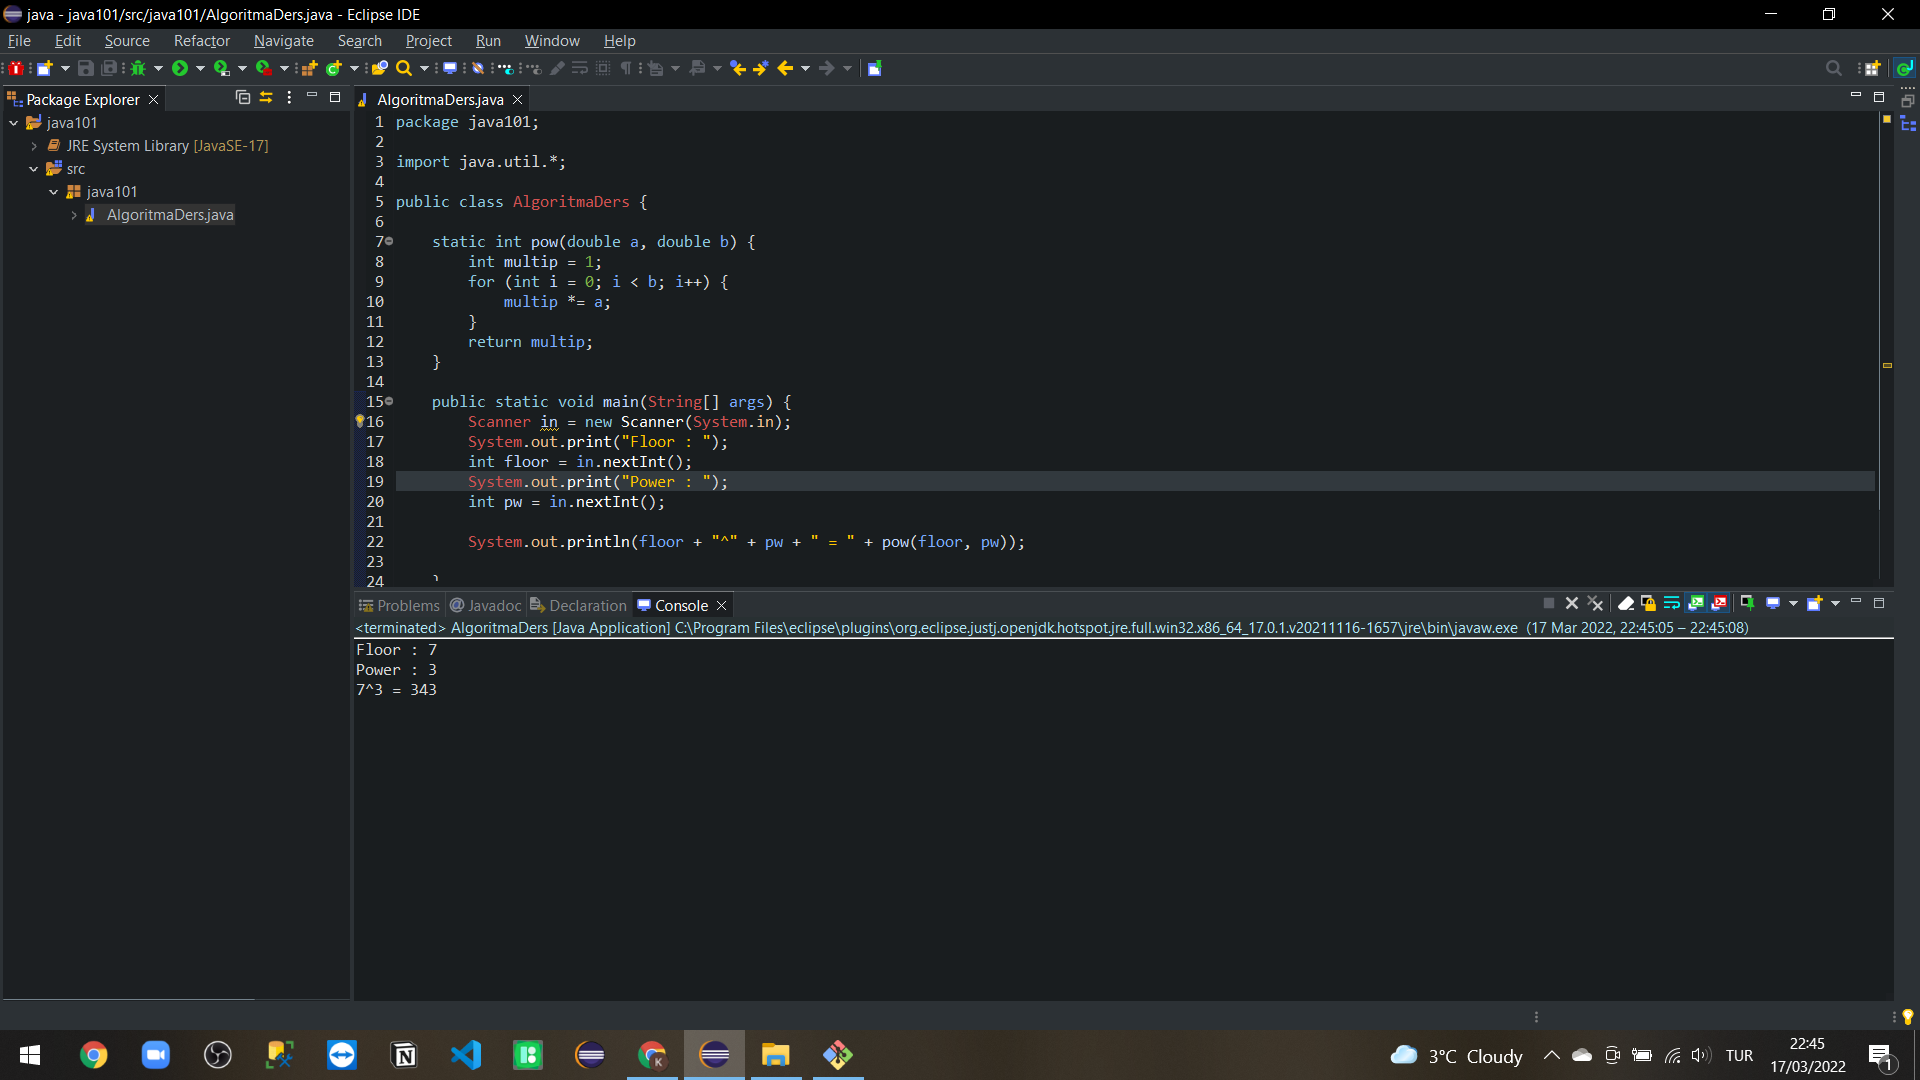 java - java101/src/java101/AlgoritmaDers.java - Eclipse IDE
File Edit Source Refactor Navigate Search Project Run Window Help
Package Explorer
java101
JRE System Library [JavaSE-17]
src
java101
AlgoritmaDers.java
AlgoritmaDers.java
1 package java101;
2
3 import java.util.*;
4
5 public class AlgoritmaDers {
6
7 static int pow(double a, double b) {
8 int multip = 1;
9 for (int i = 0; i < b; i++) {
10 multip *= a;
11 }
12 return multip;
13 }
14
15 public static void main(String[] args) {
16 Scanner in = new Scanner(System.in);
17 System.out.print("Floor : ");
18 int floor = in.nextInt();
19 System.out.print("Power : ");
20 int pw = in.nextInt();
21
22 System.out.println(floor + "^" + pw + " = " + pow(floor, pw));
23
24 }
Problems @ Javadoc Declaration Console
<terminated> AlgoritmaDers [Java Application] C:\Program Files\eclipse\plugins\org.eclipse.justj.openjdk.hotspot.jre.full.win32.x86_64_17.0.1.v20211116-1657\jre\bin\javaw.exe (17 Mar 2022, 22:45:05 – 22:45:08)
Floor : 7
Power : 3
7^3 = 343
3°C Cloudy
TUR
22:45
17/03/2022
1